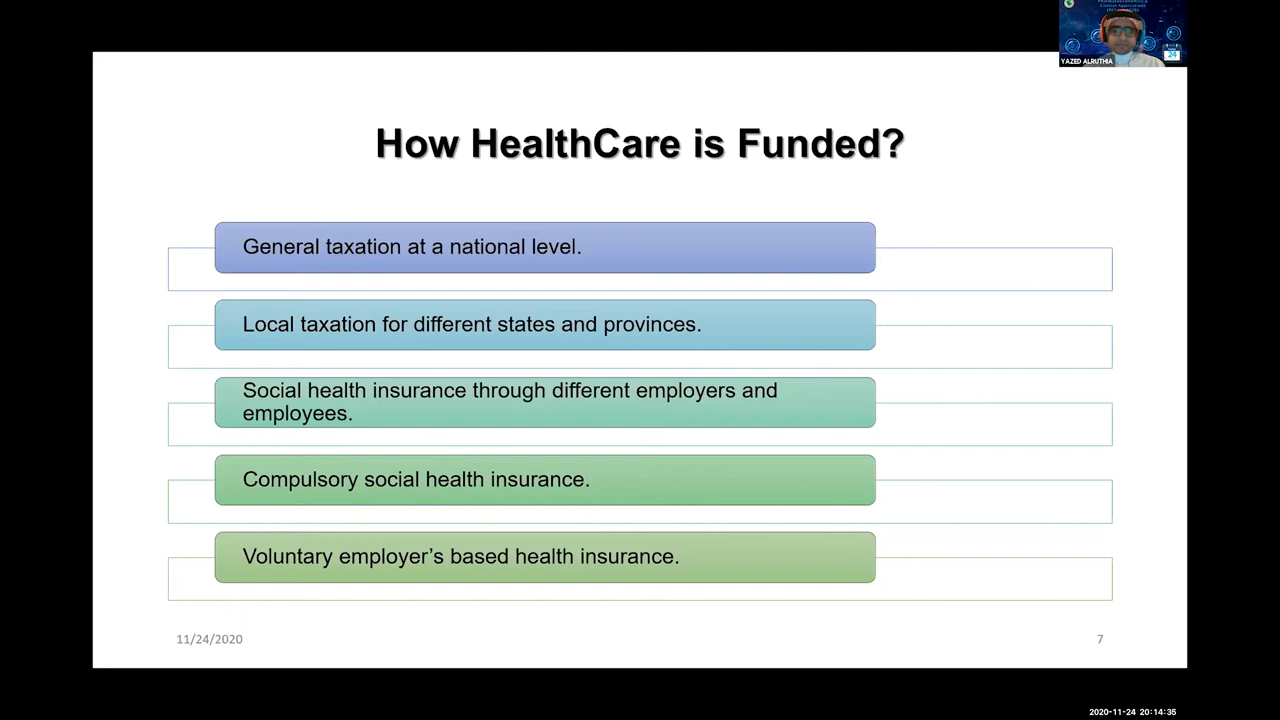 YAZED ALRUTHIA
24
How HealthCare is Funded?
General taxation at a national level.
Local taxation for different states and provinces.
Social health insurance through different employers and
employees.
Compulsory social health insurance.
Voluntary employer’s based health insurance.
11/24/2020
7
2020-11-24 20:14:35